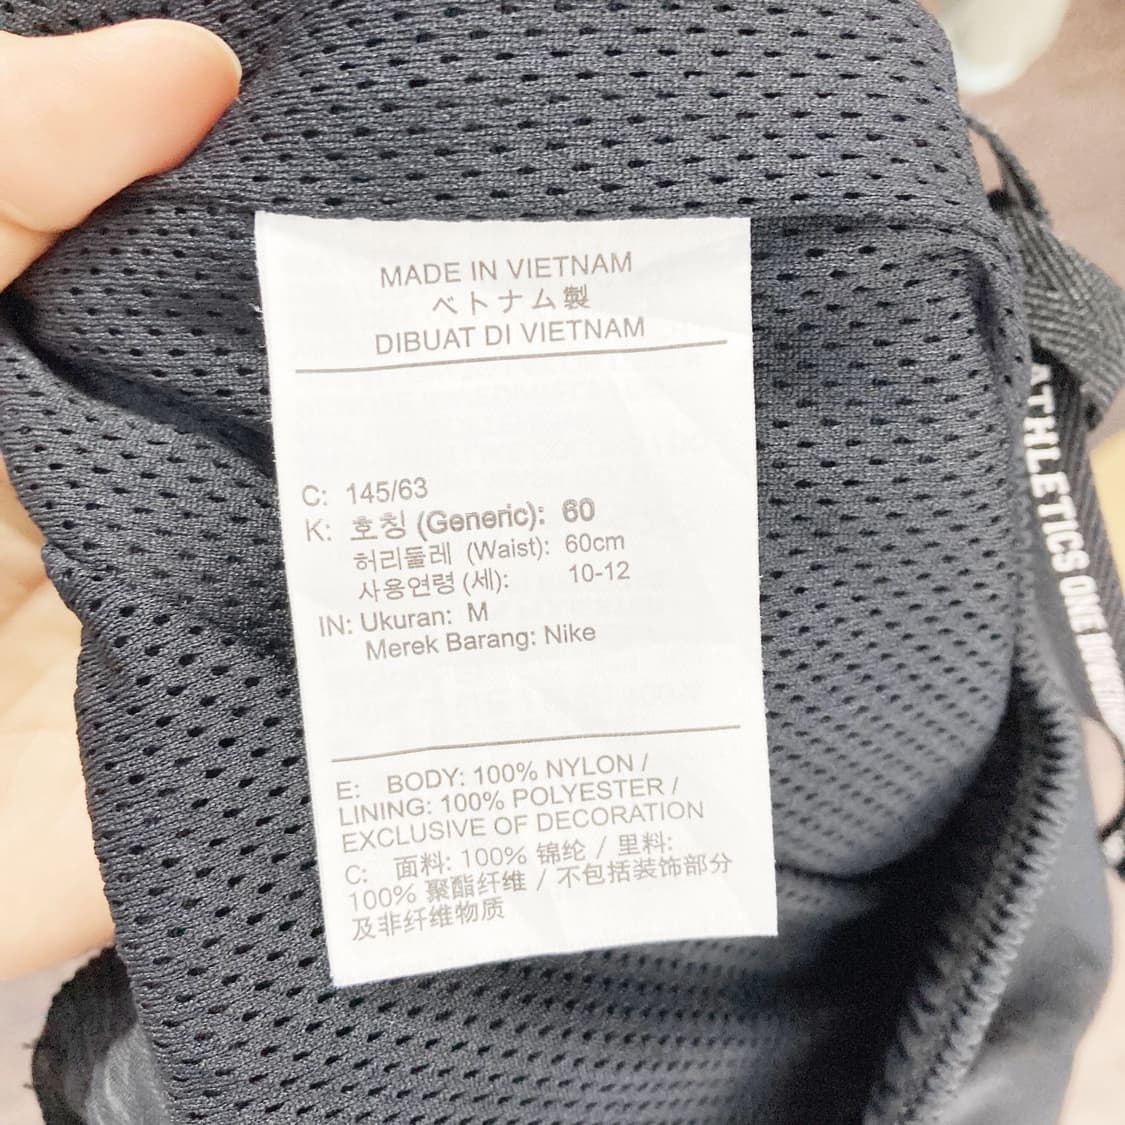 MADE IN VIETNAM
ベトナム製
DIBUAT DI VIETNAM
C: 145/63
K: 호칭 (Generic): 60
허리둘레 (Waist): 60cm
사용연령 (세): 10-12
IN: Ukuran: M
Merek Barang: Nike
E: BODY: 100% NYLON /
LINING: 100% POLYESTER /
EXCLUSIVE OF DECORATION
C: 面料: 100% 锦纶 / 里料:
100% 聚酯纤维 / 不包括装饰部分
及非纤维物质
ATHLETICS ONE